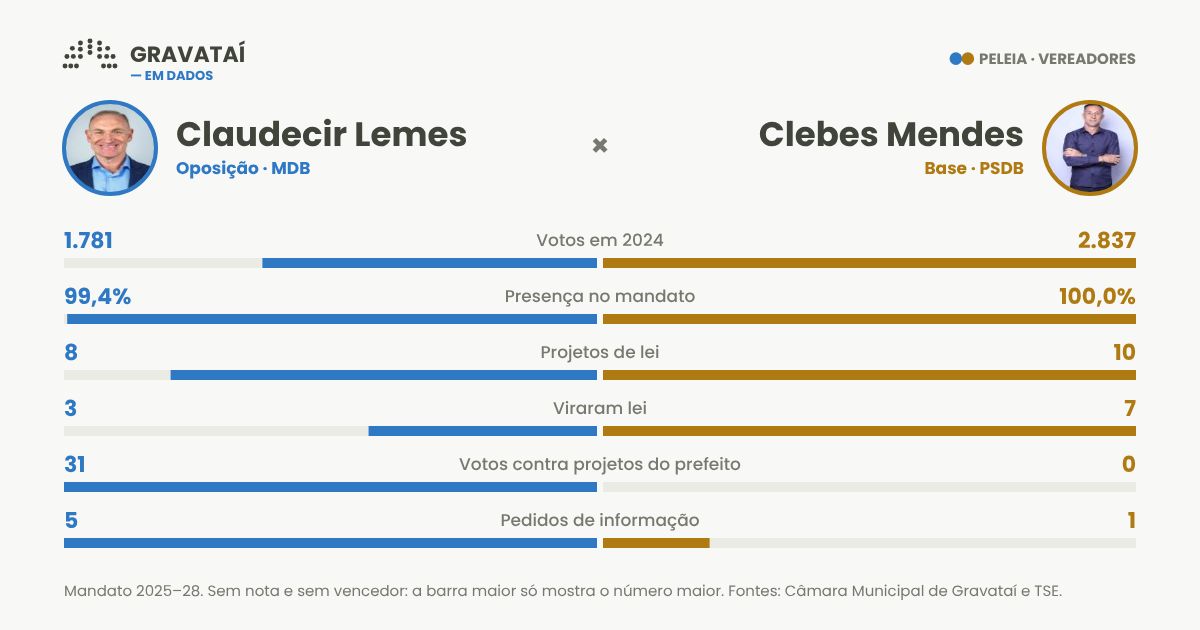 GRAVATAÍ
— EM DADOS
PELEIA · VEREADORES
Claudecir Lemes
Oposição · MDB
×
Clebes Mendes
Base · PSDB
1.781 Votos em 2024 2.837
99,4% Presença no mandato 100,0%
8 Projetos de lei 10
3 Viraram lei 7
31 Votos contra projetos do prefeito 0
5 Pedidos de informação 1
Mandato 2025–28. Sem nota e sem vencedor: a barra maior só mostra o número maior. Fontes: Câmara Municipal de Gravataí e TSE.